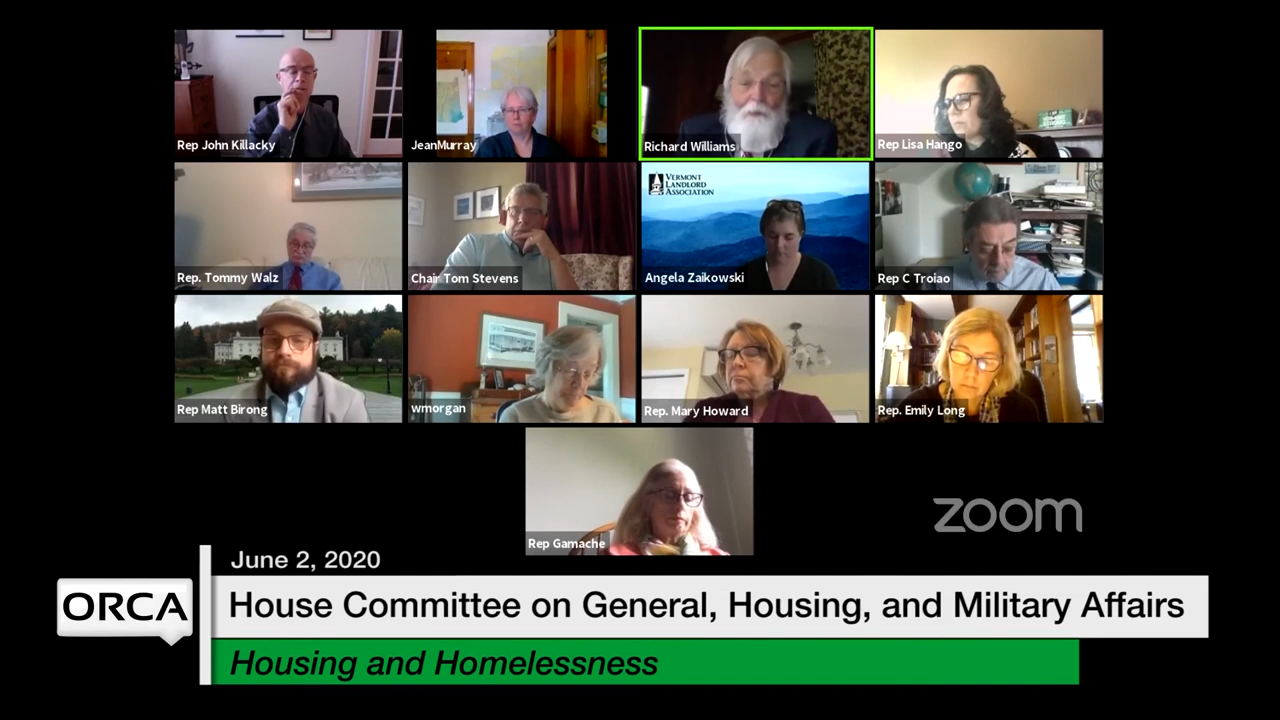 Rep John Killacky
JeanMurray
Richard Williams
Rep Lisa Hango
Rep. Tommy Walz
Chair Tom Stevens
VERMONT
LANDLORD
ASSOCIATION
Angela Zaikowski
Rep C Troiao
Rep Matt Birong
wmorgan
Rep. Mary Howard
Rep. Emily Long
Rep Gamache
zoom
June 2, 2020
ORCA
House Committee on General, Housing, and Military Affairs
Housing and Homelessness